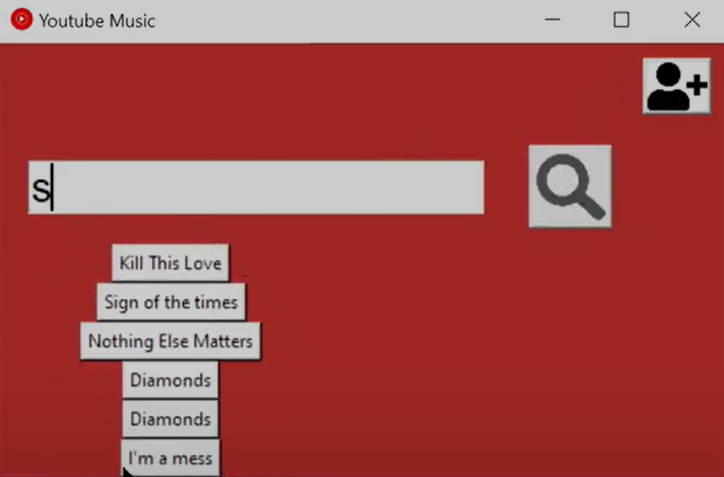 Youtube Music
s
Kill This Love
Sign of the times
Nothing Else Matters
Diamonds
Diamonds
I'm a mess